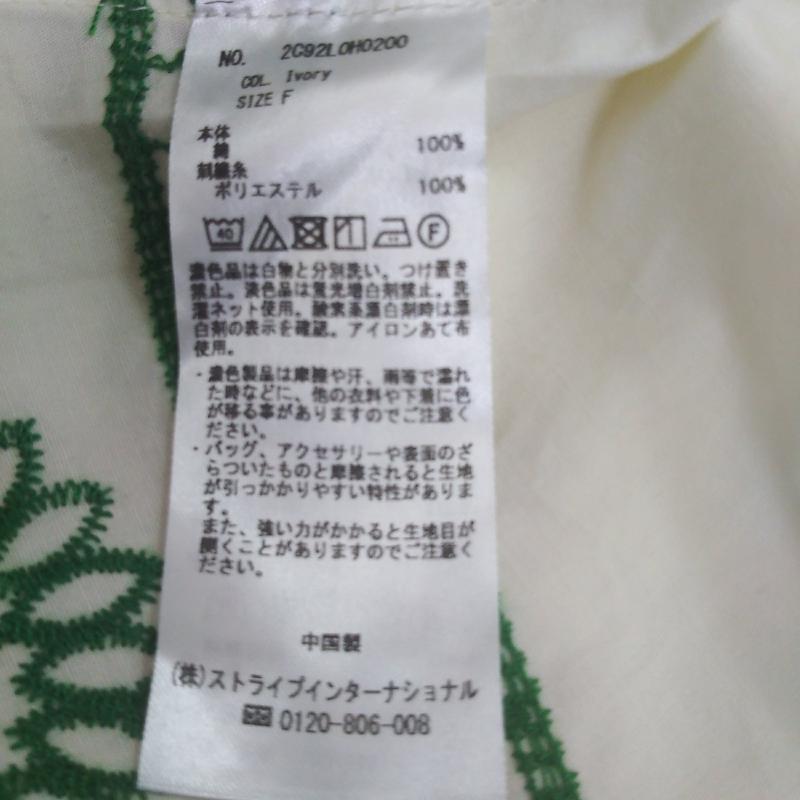 NO. 2C92L0H0200
COL. Ivory
SIZE F
本体
綿 100%
刺繍糸
ポリエステル 100%
40
F
濃色品は白物と分別洗い。つけ置き
禁止。淡色品は蛍光増白剤禁止。洗
濯ネット使用。酸素系漂白剤時は漂
白剤の表示を確認。アイロンあて布
使用。
・濃色製品は摩擦や汗、雨等で濡れ
た時などに、他の衣料や下着に色
が移る事がありますのでご注意く
ださい。
・バッグ、アクセサリーや表面のざ
らついたものと摩擦されると生地
が引っかかりやすい特性がありま
す。
また、強い力がかかると生地目が
開くことがありますのでご注意く
ださい。
中国製
(株)ストライプインターナショナル
0120-806-008